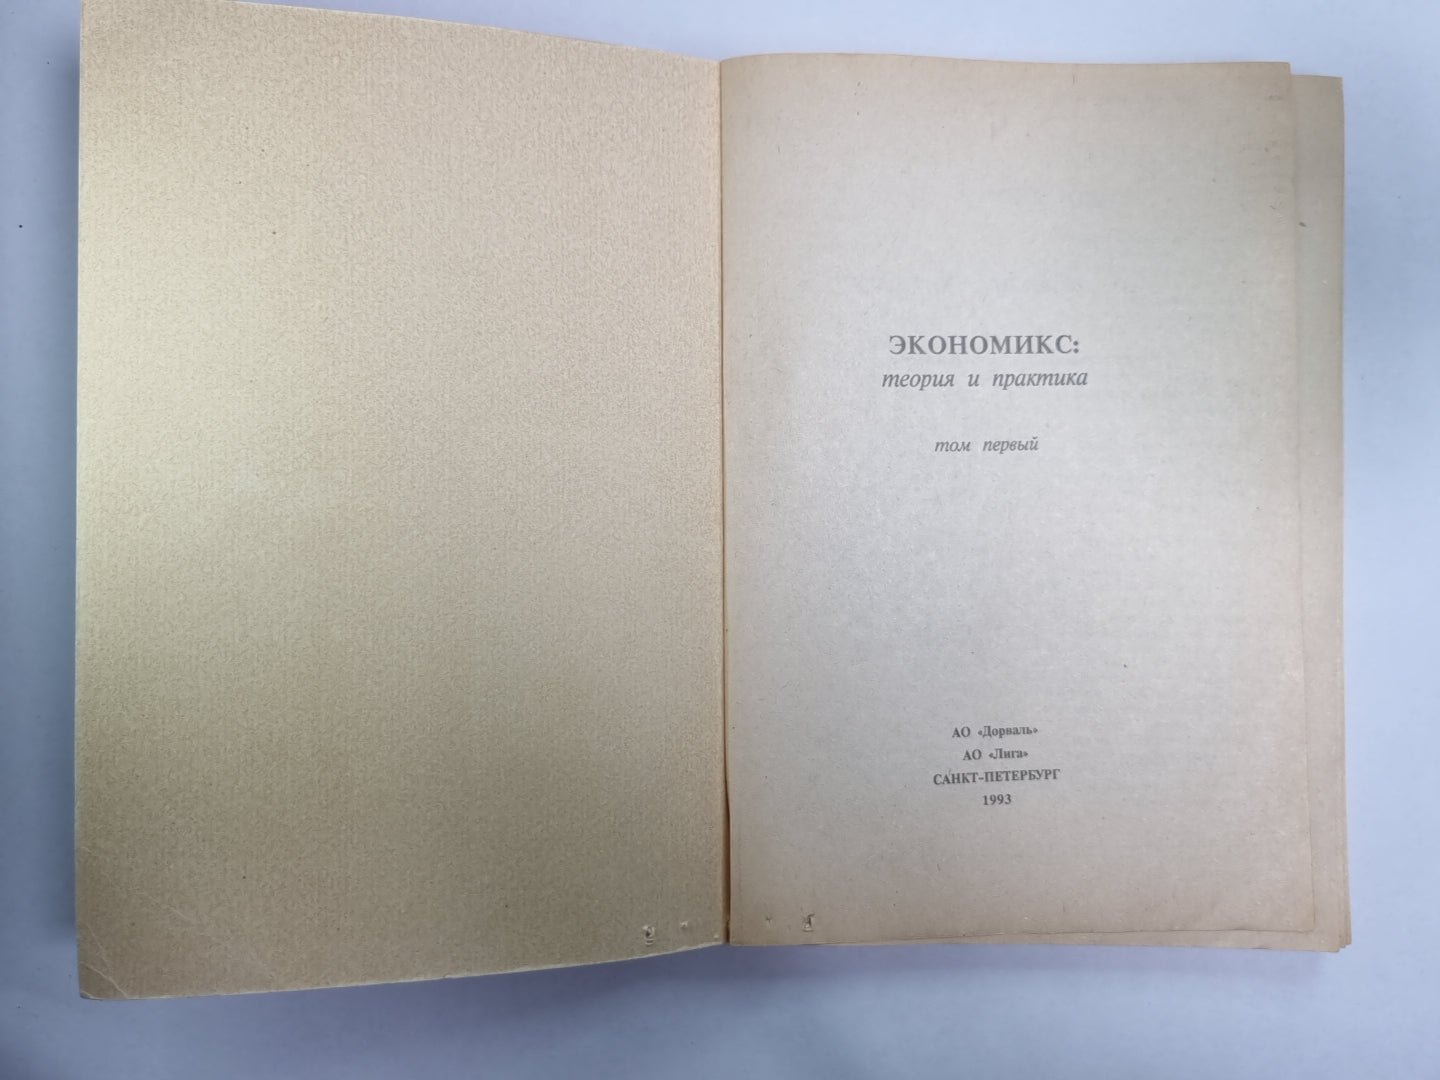 ЭКОНОМИКС:
теория и практика
том первый
АО «Дорваль»
АО «Лига»
САНКТ-ПЕТЕРБУРГ
1993